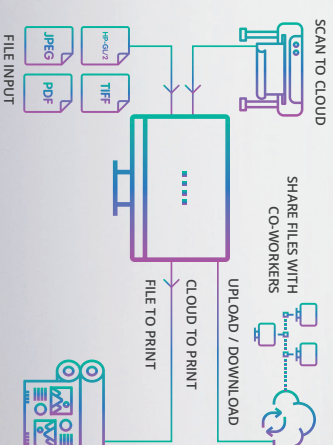 SCAN TO CLOUD
HP-GL/2
TIFF
JPEG
PDF
FILE INPUT
SHARE FILES WITH
CO-WORKERS
UPLOAD / DOWNLOAD
CLOUD TO PRINT
FILE TO PRINT